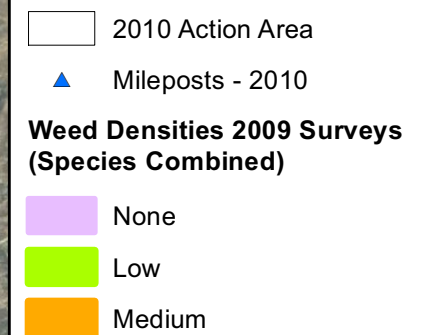 2010 Action Area
Mileposts - 2010
Weed Densities 2009 Surveys
(Species Combined)
None
Low
Medium